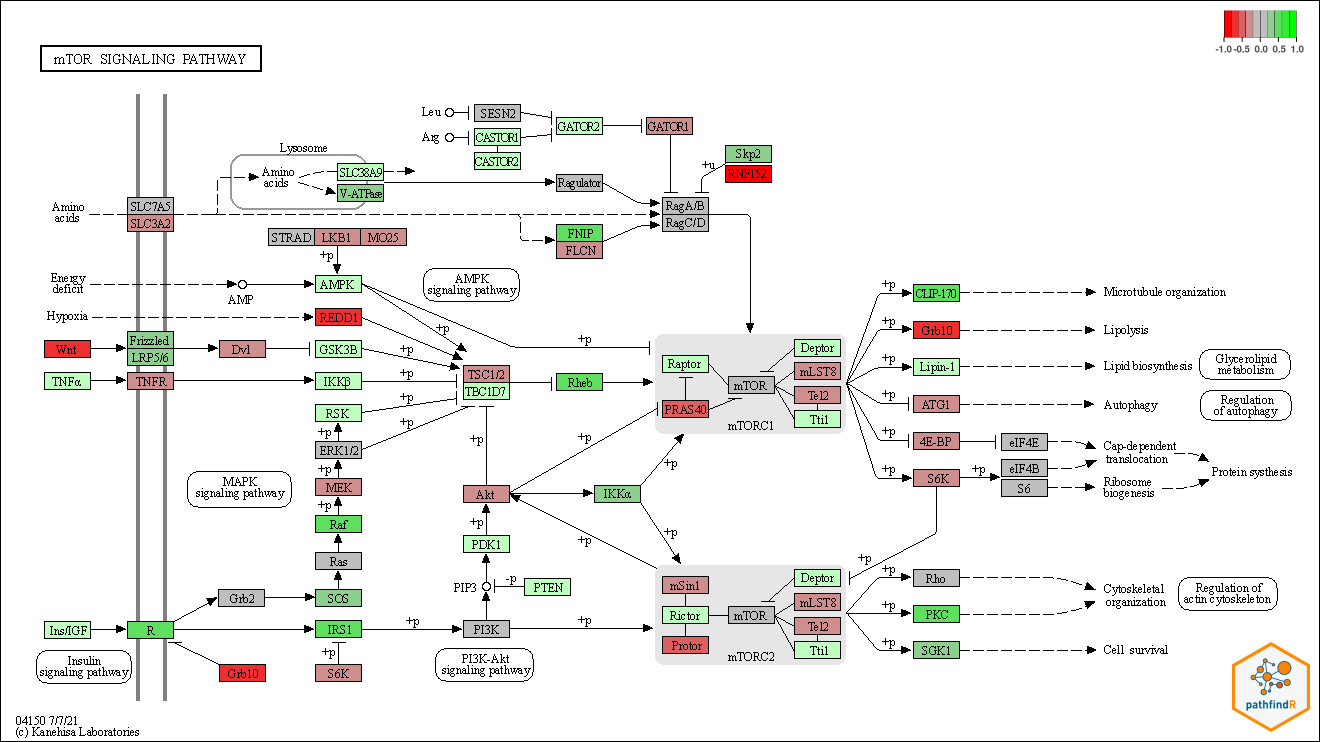 mTOR SIGNALING PATHWAY
-1.0 -0.5 0.0 0.5 1.0
Leu
SESN2
GATOR2
GATOR1
Arg
CASTOR1
CASTOR2
Skp2
RNF152
+u
Lysosome
Amino
acids
SLC38A9
V-ATPase
Ragulator
RagA/B
RagC/D
Amino
acids
SLC7A5
SLC3A2
STRAD
LKB1
MO25
FNIP
FLCN
+p
Energy
deficit
AMP
AMPK
AMPK
signaling pathway
Hypoxia
REDD1
+p
Wnt
Frizzled
LRP5/6
Dvl
GSK3B
+p
TNFα
TNFR
IKKβ
+p
TSC1/2
TBC1D7
Rheb
RSK
+p
+p
ERK1/2
+p
+p
MAPK
signaling pathway
MEK
+p
Raf
Ras
Grb2
SOS
Ins/IGF
R
IRS1
+p
PI3K
+p
Insulin
signaling pathway
Grb10
+p
S6K
PI3K-Akt
signaling pathway
+p
Akt
+p
PDK1
PIP3
-p
PTEN
IKKα
+p
+p
+p
+p
Raptor
PRAS40
mTOR
Deptor
mLST8
Tel2
Tti1
mTORC1
mSin1
Rictor
Protor
mTOR
Deptor
mLST8
Tel2
Tti1
mTORC2
+p
CLIP-170
Microtubule organization
+p
Grb10
Lipolysis
+p
Lipin-1
Lipid biosynthesis
Glycerolipid
metabolism
+p
ATG1
Autophagy
Regulation
of autophagy
+p
4E-BP
eIF4E
Cap-dependent
translocation
+p
S6K
+p
eIF4B
S6
Ribosome
biogenesis
Protein systhesis
+p
+p
Rho
Cytoskeletal
organization
Regulation of
actin cytoskeleton
+p
PKC
+p
SGK1
Cell survival
pathfindR
04150 7/7/21
(c) Kanehisa Laboratories